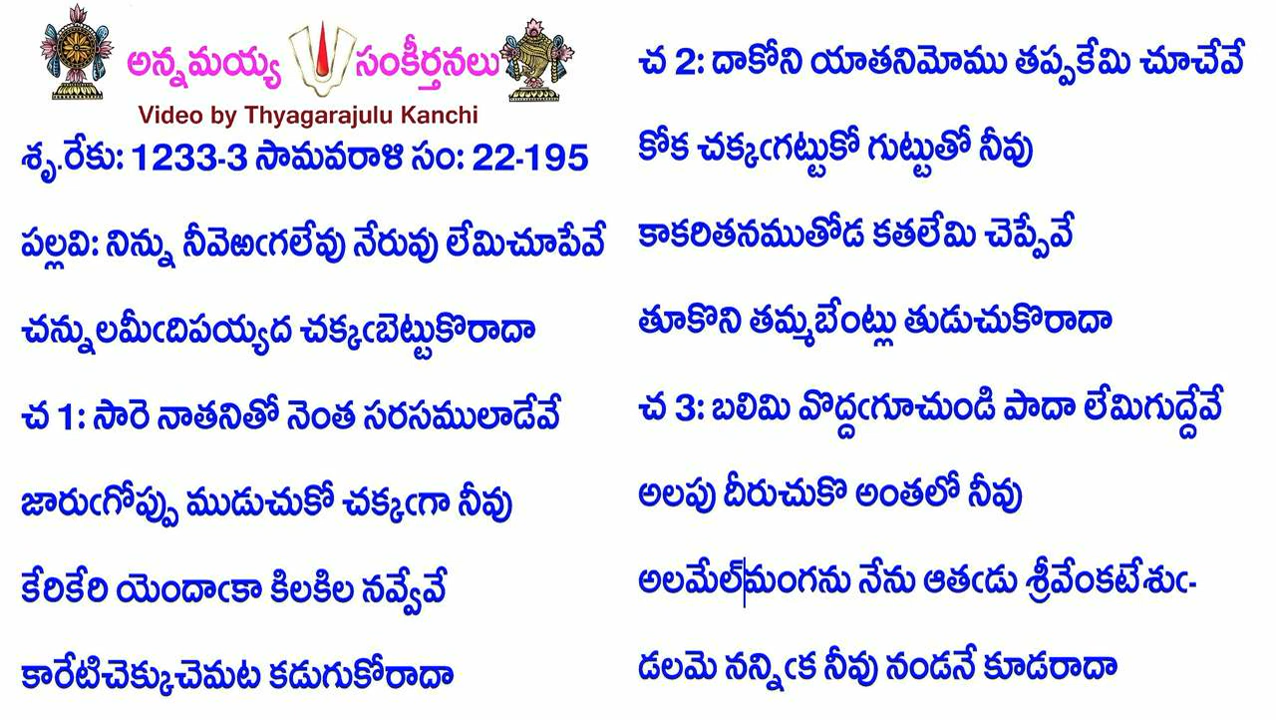 అన్నమయ్య సంకీర్తనలు
Video by Thyagarajulu Kanchi
శృ.రేకు: 1233-3 సామవరాళి సం: 22-195
పల్లవి: నిన్ను నీవెఱఁగలేవు నేరువు లేమిచూపేవే
చన్నులమీఁదిపయ్యద చక్కఁబెట్టుకొరాదా
చ 1: సారె నాతనితో నెంత సరసములాడేవే
జారుఁగోప్పు ముడుచుకో చక్కఁగా నీవు
కేరికేరి యెందాఁకా కిలకిల నవ్వేవే
కారేటిచెక్కుచెమట కడుగుకోరాదా
చ 2: దాకోని యాతనిమోము తప్పకేమి చూచేవే
కోక చక్కఁగట్టుకో గుట్టుతో నీవు
కాకరితనముతోడ కతలేమి చెప్పేవే
తూకొని తమ్మబేంట్లు తుడుచుకొరాదా
చ 3: బలిమి వొద్దఁగూచుండి పాదా లేమిగుద్దేవే
అలపు దీరుచుకొ అంతలో నీవు
అలమేల్‌మంగను నేను ఆతఁడు శ్రీవేంకటేశుఁ-
డలమె నన్నిఁక నీవు నండనే కూడరాదా